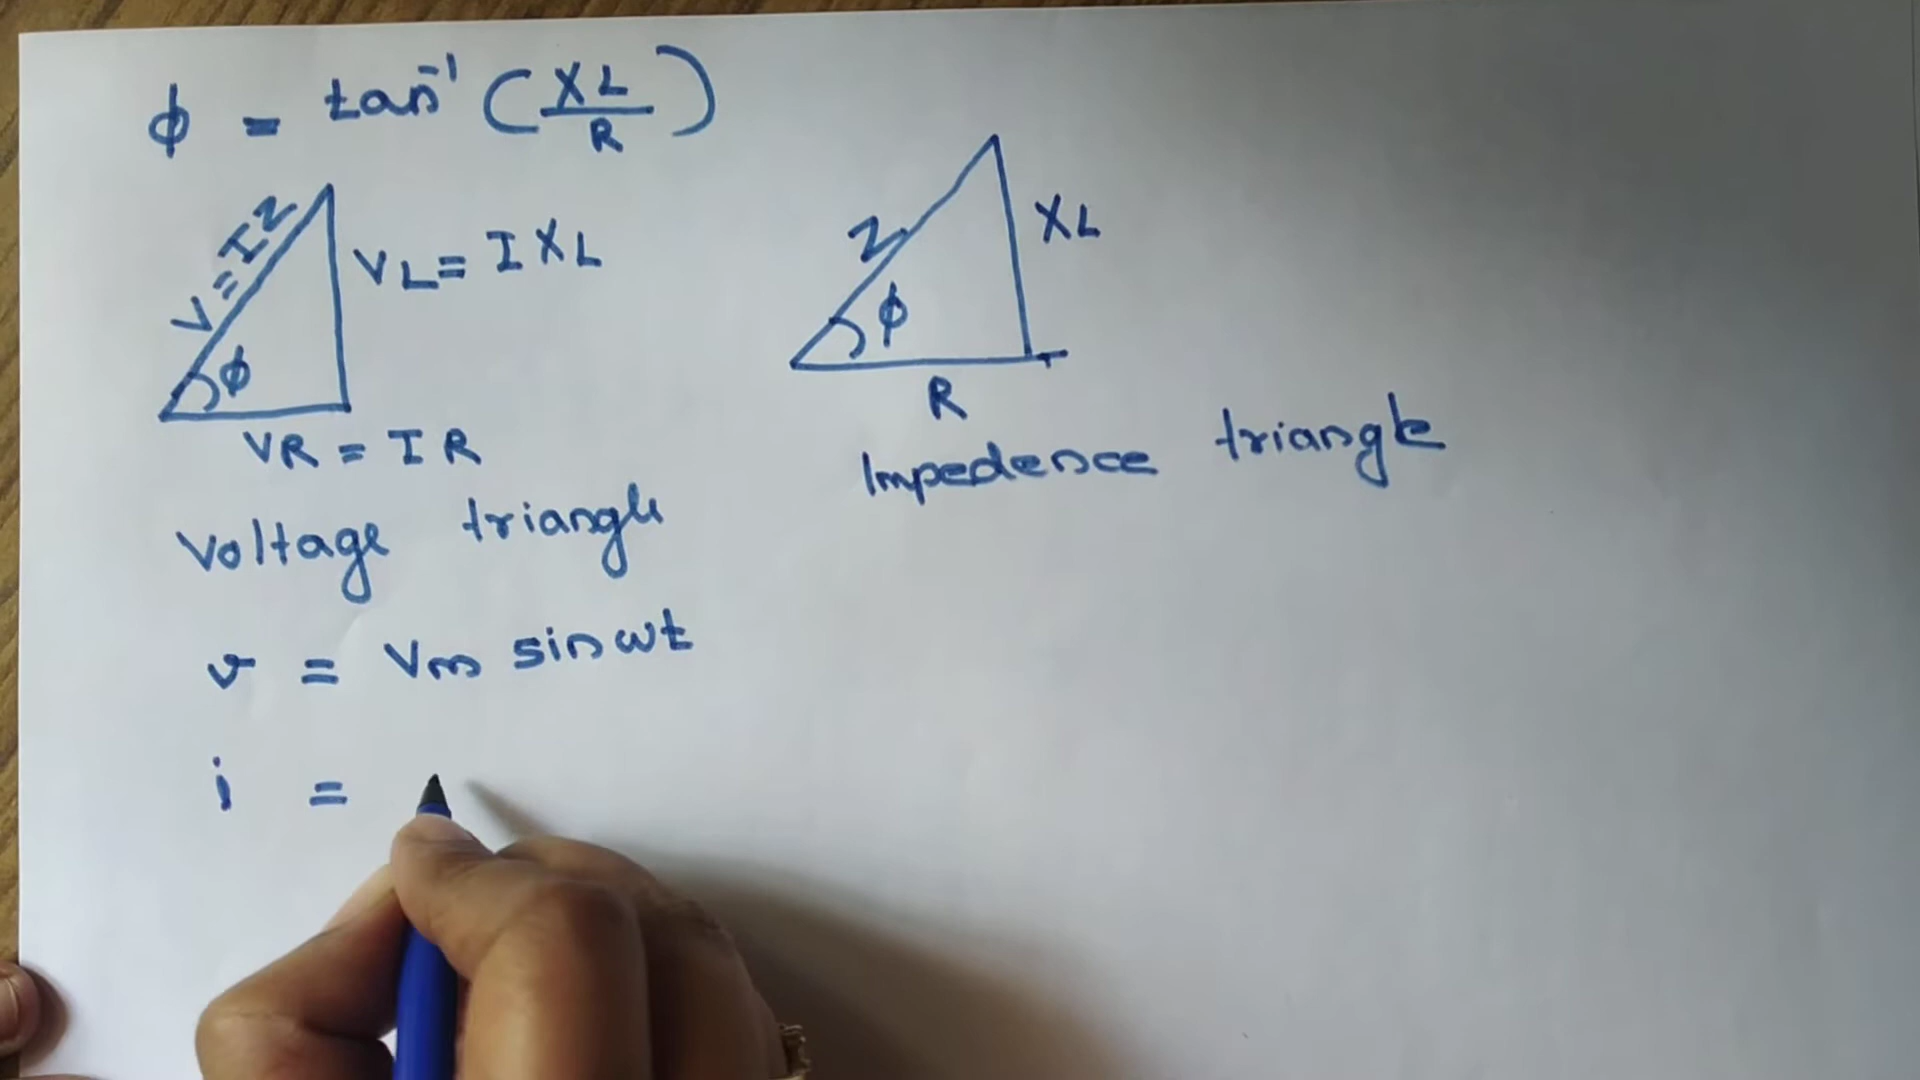 ϕ = tan⁻¹ (XL/R)
V = IZ
VL = I XL
ϕ
VR = I R
Voltage triangle
Z
XL
ϕ
R
Impedence triangle
v = Vm sin ωt
i =